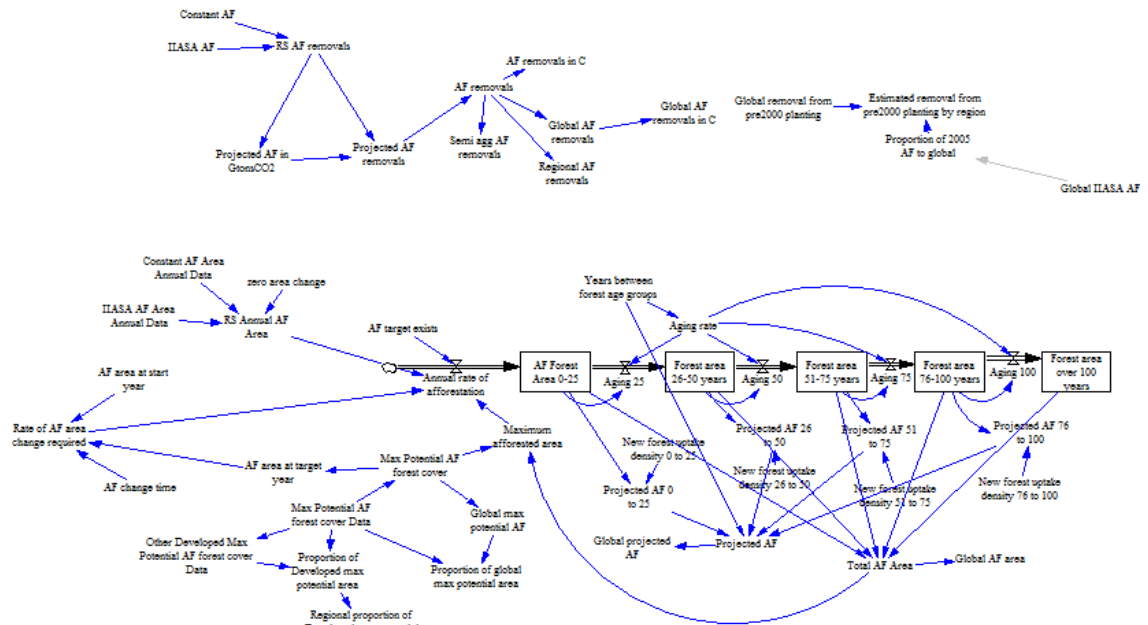 Constant AF
IIASA AF
RS AF removals
AF removals in C
AF removals
Global AF
removals in C
Global AF
removals
Semi agg AF
removals
Regional AF
removals
Projected AF in
GtonsCO2
Projected AF
removals
Global removal from
pre2000 planting
Estimated removal from
pre2000 planting by region
Proportion of 2005
AF to global
Global IIASA AF
Constant AF Area
Annual Data
zero area change
IIASA AF Area
Annual Data
RS Annual AF
Area
AF target exists
Years between
forest age groups
Aging rate
AF Forest
Area 0-25
Aging 25
Forest area
26-50 years
Aging 50
Forest area
51-75 years
Aging 75
Forest area
76-100 years
Aging 100
Forest area
over 100
years
Annual rate of
afforestation
AF area at start
year
Rate of AF area
change required
AF change time
AF area at target
year
Maximum
afforested area
Max Potential AF
forest cover
New forest uptake
density 0 to 25
Projected AF 26
to 50
Projected AF 51
to 75
Projected AF 76
to 100
New forest uptake
density 26 to 50
New forest uptake
density 51 to 75
New forest uptake
density 76 to 100
Projected AF 0
to 25
Max Potential AF
forest cover Data
Global max
potential AF
Other Developed Max
Potential AF forest cover
Data
Proportion of
Developed max
potential area
Proportion of global
max potential area
Global projected
AF
Projected AF
Total AF Area
Global AF area
Regional proportion of